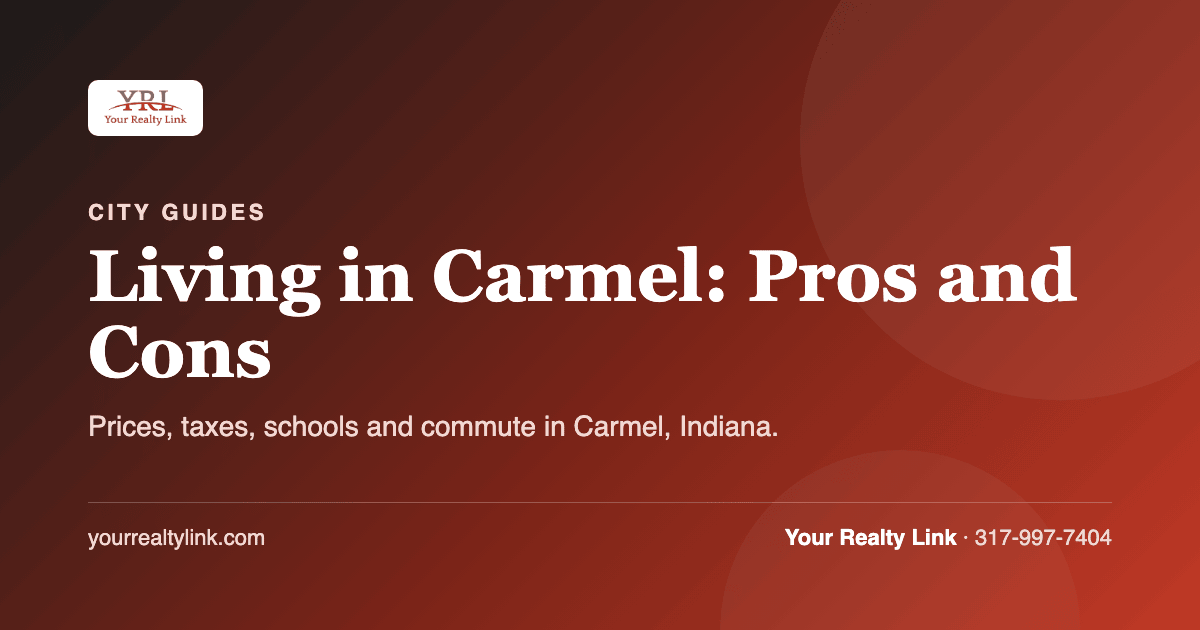 YRL
Your Realty Link
CITY GUIDES
Living in Carmel: Pros and
Cons
Prices, taxes, schools and commute in Carmel, Indiana.
yourrealtylink.com
Your Realty Link · 317-997-7404